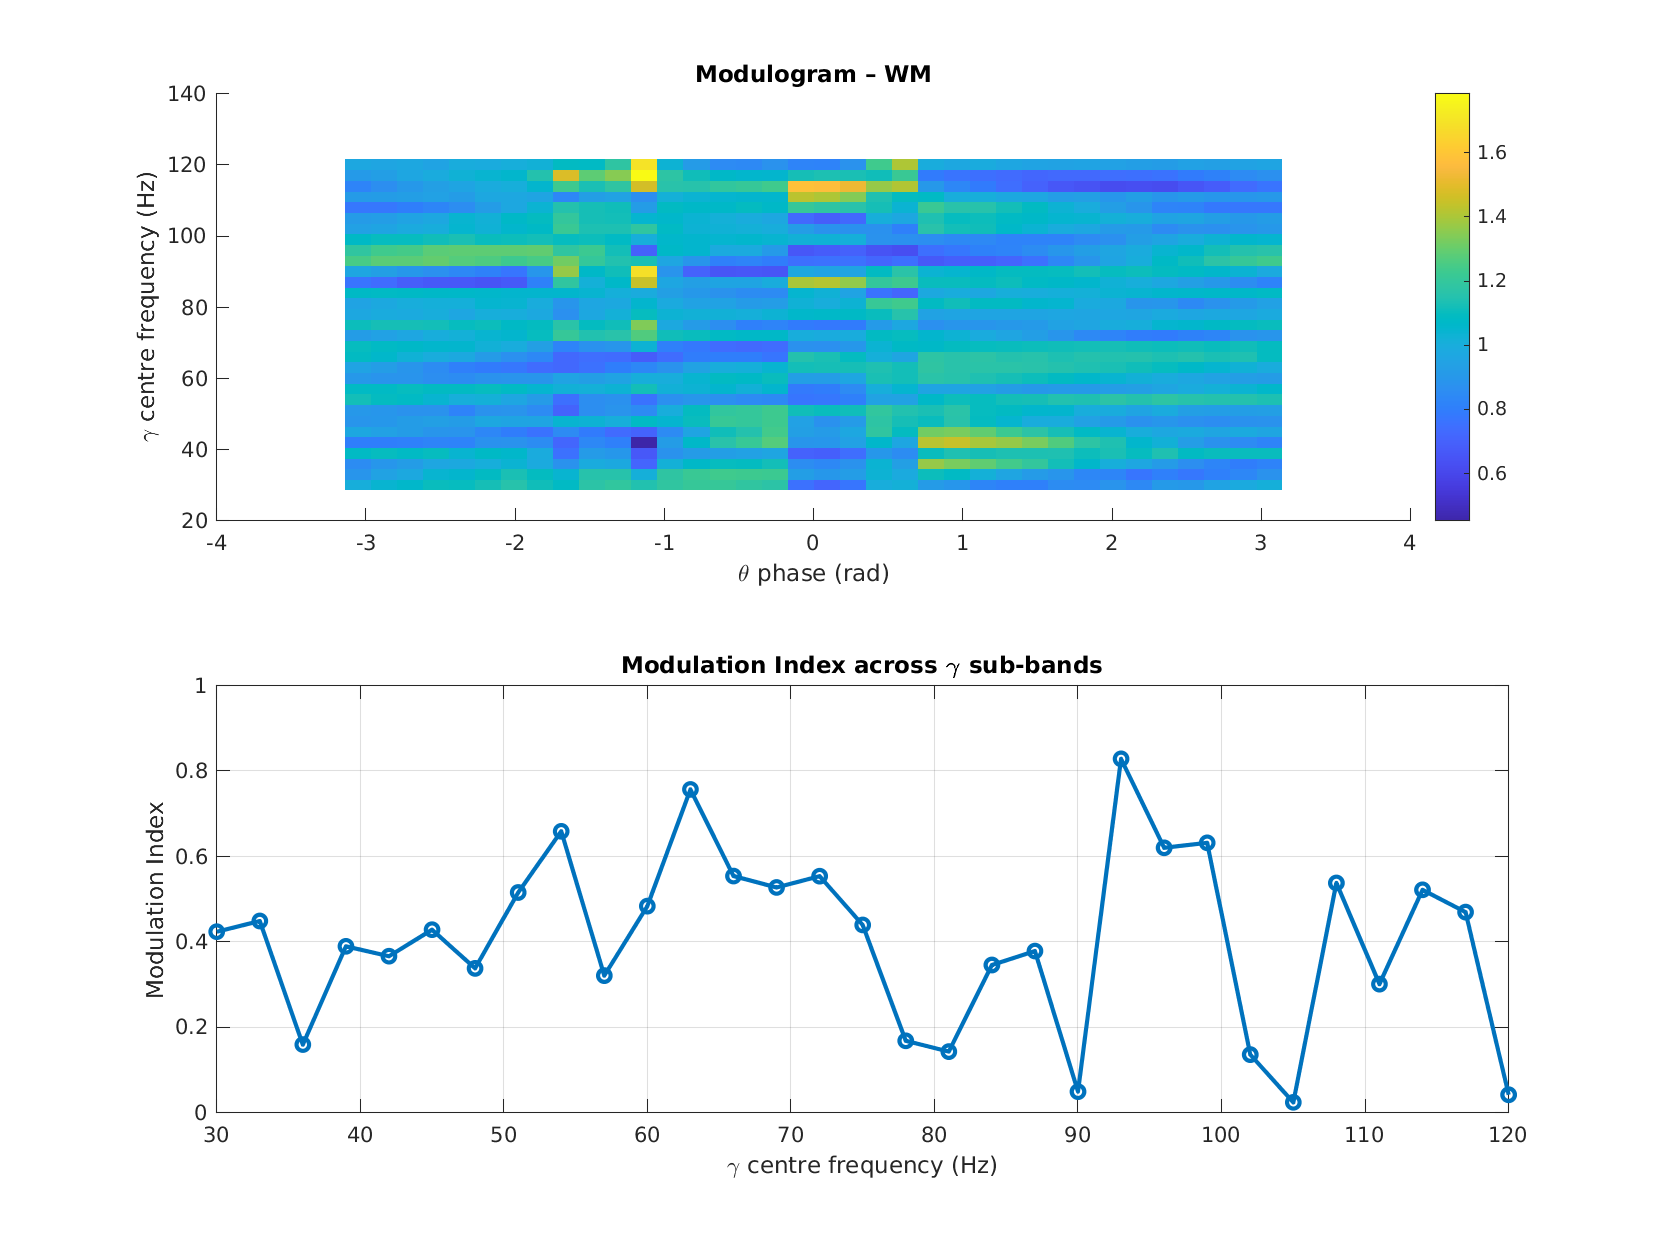 Modulogram – WM
γ centre frequency (Hz)
140
120
100
80
60
40
20
-4 -3 -2 -1 0 1 2 3 4
θ phase (rad)
1.6
1.4
1.2
1
0.8
0.6
Modulation Index across γ sub-bands
Modulation Index
1
0.8
0.6
0.4
0.2
0
30 40 50 60 70 80 90 100 110 120
γ centre frequency (Hz)